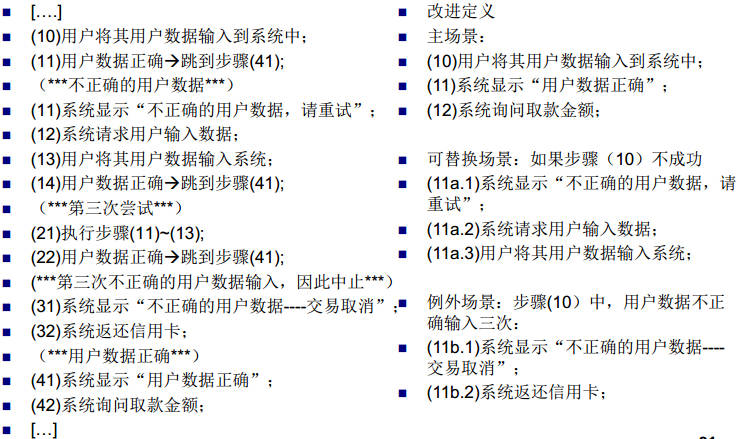 [….]
(10)用户将其用户数据输入到系统中；
(11)用户数据正确→跳到步骤(41);
（***不正确的用户数据***）
(11)系统显示“不正确的用户数据，请重试”；
(12)系统请求用户输入数据；
(13)用户将其用户数据输入系统；
(14)用户数据正确→跳到步骤(41);
（***第三次尝试***）
(21)执行步骤(11)~(13);
(22)用户数据正确→跳到步骤(41);
(***第三次不正确的用户数据输入，因此中止***）
(31)系统显示“不正确的用户数据----交易取消”；
(32)系统返还信用卡；
（***用户数据正确***）
(41)系统显示“用户数据正确”；
(42)系统询问取款金额；
[…]
改进定义
主场景：
(10)用户将其用户数据输入到系统中；
(11)系统显示“用户数据正确”；
(12)系统询问取款金额；
可替换场景：如果步骤（10）不成功
(11a.1)系统显示“不正确的用户数据，请
重试”；
(11a.2)系统请求用户输入数据；
(11a.3)用户将其用户数据输入系统；
例外场景：步骤(10）中，用户数据不正
确输入三次：
(11b.1)系统显示“不正确的用户数据----
交易取消”；
(11b.2)系统返还信用卡；